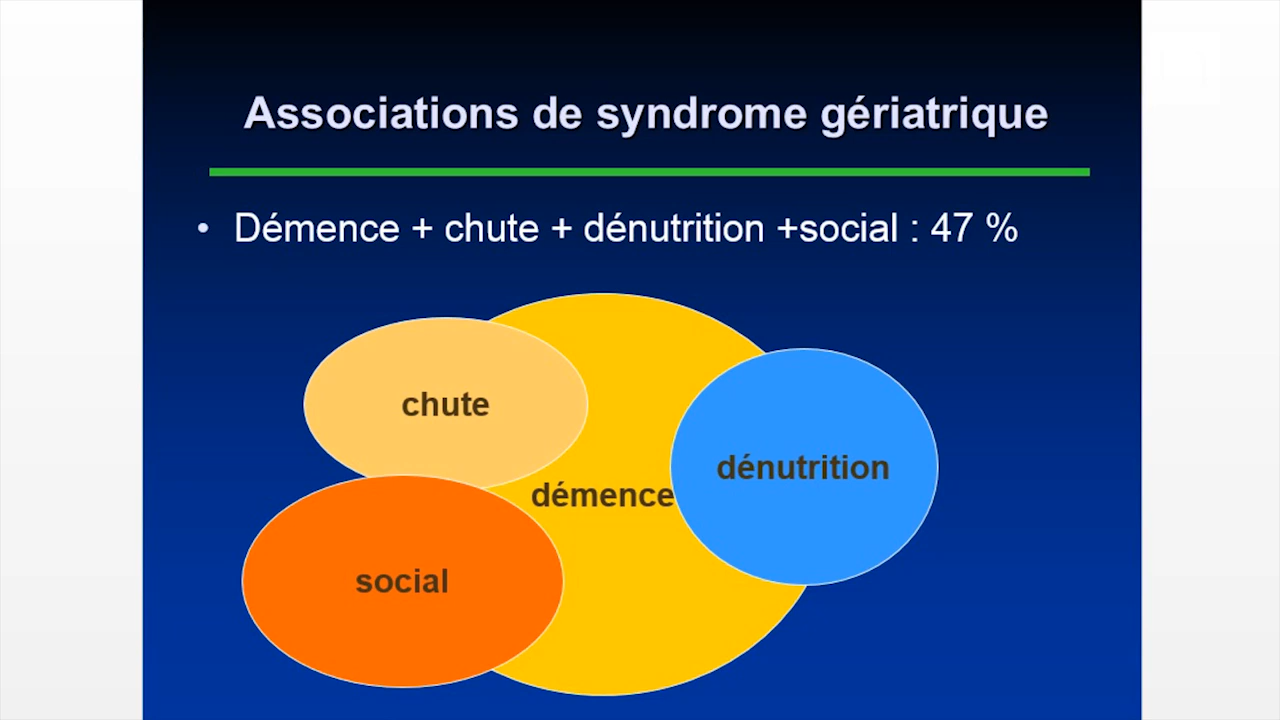 Associations de syndrome gériatrique
• Démence + chute + dénutrition +social : 47 %
chute
dénutrition
démence
social